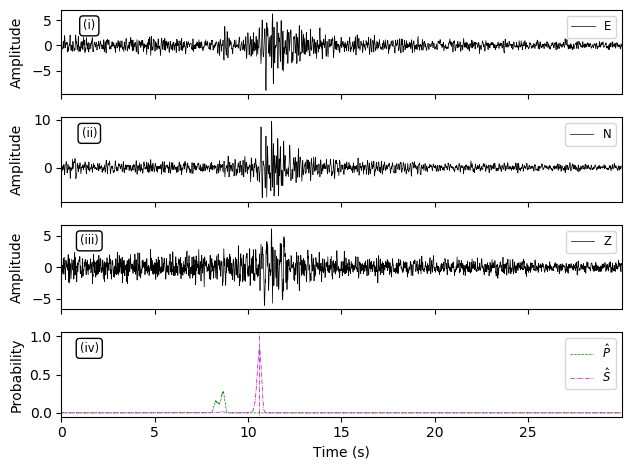 (i)
E
Amplitude
5
0
−5
(ii)
N
Amplitude
10
0
(iii)
Z
Amplitude
5
0
−5
(iv)
P̂
Ŝ
Probability
1.0
0.5
0.0
0 5 10 15 20 25
Time (s)